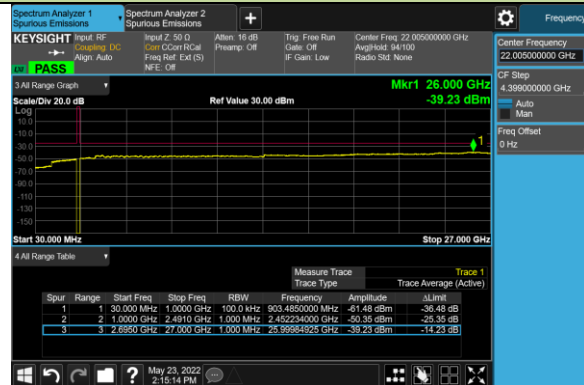 Spectrum Analyzer 1
Spurious Emissions
Spectrum Analyzer 2
Spurious Emissions
+
Frequency
KEYSIGHT
Input: RF
Coupling: DC
Align: Auto
Input Z: 50 Ω
Corr CCorr RCal
Freq Ref: Ext (S)
NFE: Off
Atten: 16 dB
Preamp: Off
Trig: Free Run
Gate: Off
IF Gain: Low
Center Freq: 22.005000000 GHz
Avg|Hold: 94/100
Radio Std: None
PASS
Center Frequency
22.005000000 GHz
CF Step
4.399000000 GHz
Auto
Man
Freq Offset
0 Hz
3 All Range Graph
Mkr1 26.000 GHz
-39.23 dBm
Scale/Div 20.0 dB
Ref Value 30.00 dBm
Log
10.0
-10.0
-30.0
-50.0
-70.0
-90.0
-110
-130
-150
1
Start 30.000 MHz
Stop 27.000 GHz
4 All Range Table
Measure Trace Trace 1
Trace Type Trace Average (Active)
Spur Range Start Freq Stop Freq RBW Frequency Amplitude ΔLimit
1 1 30.000 MHz 1.0000 GHz 100.0 kHz 903.4850000 MHz -61.48 dBm -36.48 dB
2 2 1.0000 GHz 2.4910 GHz 1.000 MHz 2.452234000 GHz -50.35 dBm -25.35 dB
3 3 2.6950 GHz 27.000 GHz 1.000 MHz 25.99984925 GHz -39.23 dBm -14.23 dB
?
May 23, 2022
2:15:14 PM